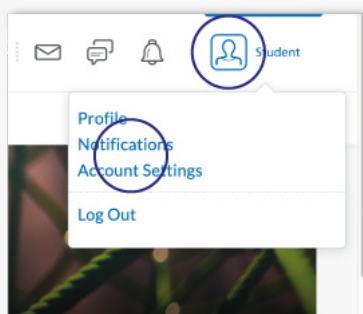 Student
Profile
Notifications
Account Settings
Log Out